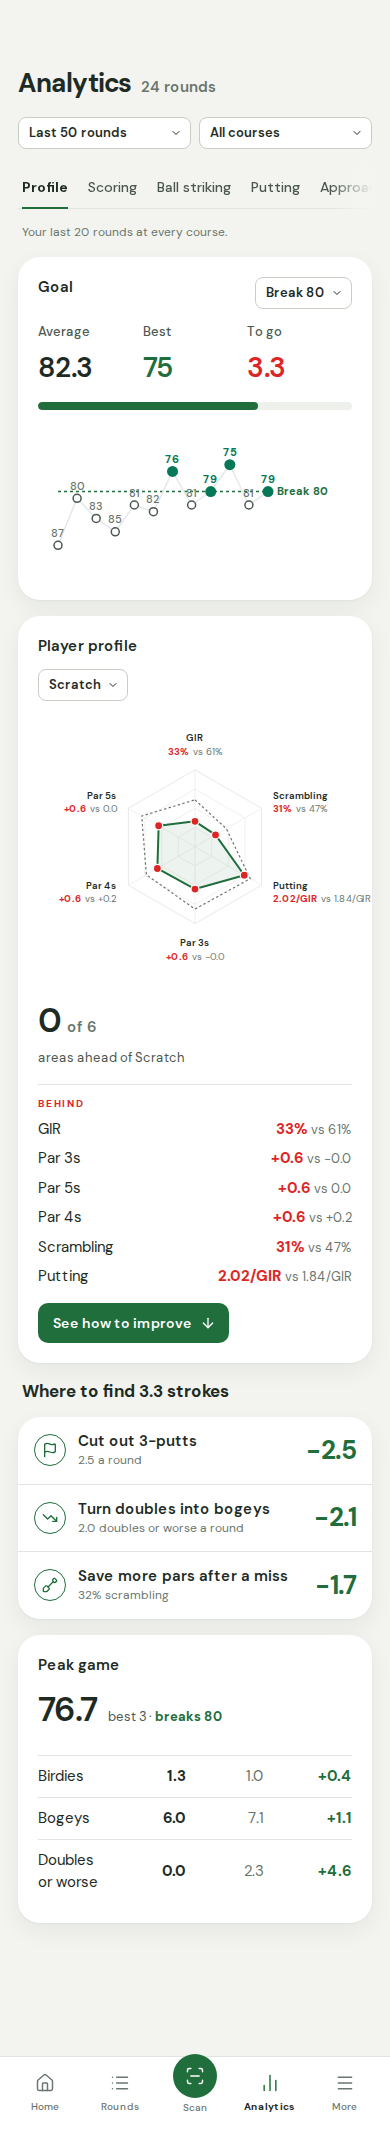 Analytics 24 rounds
Last 50 rounds All courses
Profile Scoring Ball striking Putting Approa
Your last 20 rounds at every course.
Goal Break 80
Average Best To go
82.3 75 3.3
75
76
79 79
80 81 81 81 Break 80
83 82
85
87
Player profile
Scratch
GIR
33% vs 61%
Par 5s Scrambling
+0.6 vs 0.0 31% vs 47%
Par 4s Putting
+0.6 vs +0.2 2.02/GIR vs 1.84/GIR
Par 3s
+0.6 vs -0.0
0 of 6
areas ahead of Scratch
BEHIND
GIR 33% vs 61%
Par 3s +0.6 vs -0.0
Par 5s +0.6 vs 0.0
Par 4s +0.6 vs +0.2
Scrambling 31% vs 47%
Putting 2.02/GIR vs 1.84/GIR
See how to improve ↓
Where to find 3.3 strokes
Cut out 3-putts −2.5
2.5 a round
Turn doubles into bogeys −2.1
2.0 doubles or worse a round
Save more pars after a miss −1.7
32% scrambling
Peak game
76.7 best 3 · breaks 80
Birdies 1.3 1.0 +0.4
Bogeys 6.0 7.1 +1.1
Doubles
or worse 0.0 2.3 +4.6
Home Rounds Scan Analytics More